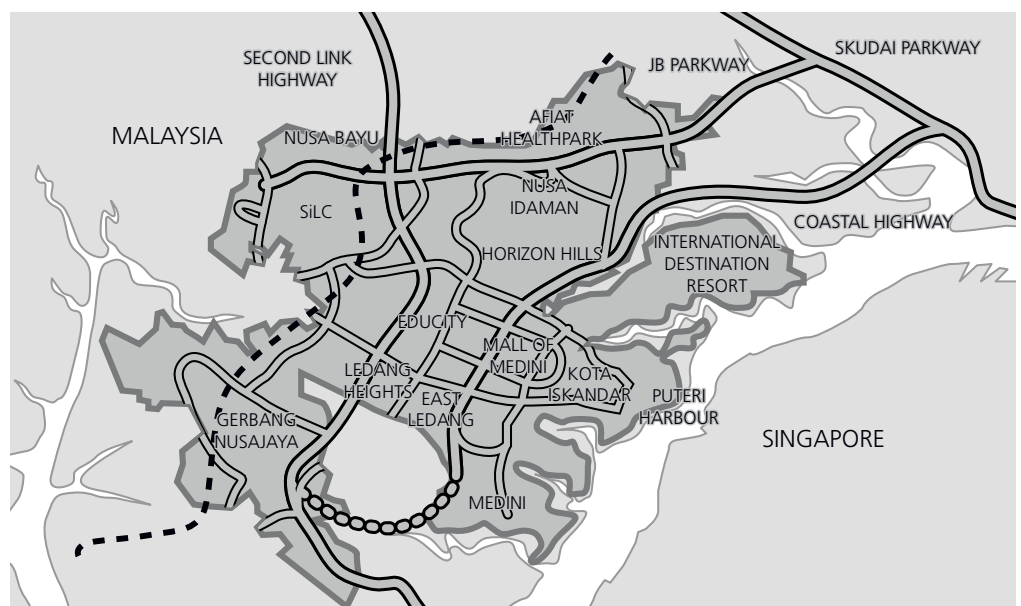 SECOND LINK
HIGHWAY
SKUDAI PARKWAY
JB PARKWAY
MALAYSIA
NUSA BAYU
AFIAT
HEALTHPARK
NUSA
IDAMAN
SiLC
COASTAL HIGHWAY
HORIZON HILLS
INTERNATIONAL
DESTINATION
RESORT
EDUCITY
MALL OF
MEDINI
LEDANG
HEIGHTS
KOTA
ISKANDAR
EAST
LEDANG
PUTERI
HARBOUR
GERBANG
NUSAJAYA
SINGAPORE
MEDINI